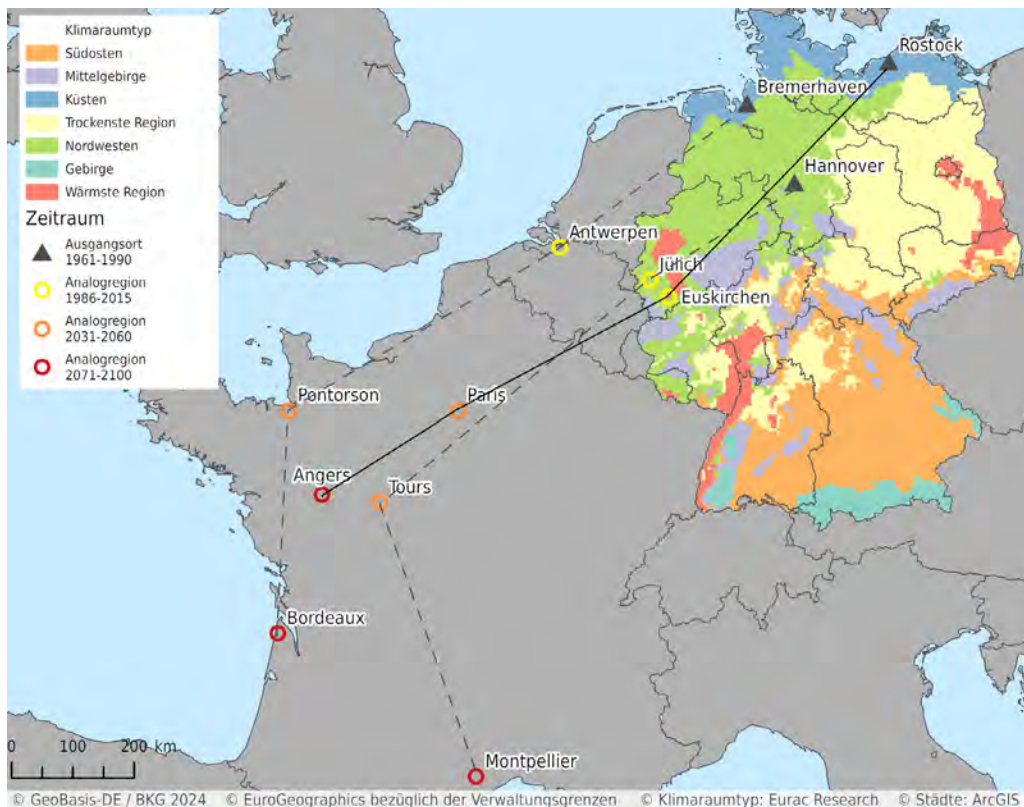 Klimaraumtyp
Südosten
Mittelgebirge
Küsten
Trockenste Region
Nordwesten
Gebirge
Wärmste Region
Zeitraum
Ausgangsort
1961-1990
Analogregion
1986-2015
Analogregion
2031-2060
Analogregion
2071-2100
Rostock
Bremerhaven
Hannover
Antwerpen
Jülich
Euskirchen
Pontorson
Paris
Angers
Tours
Bordeaux
Montpellier
0 100 200 km
© GeoBasis-DE / BKG 2024 © EuroGeographics bezüglich der Verwaltungsgrenzen © Klimaraumtyp: Eurac Research © Städte: ArcGIS